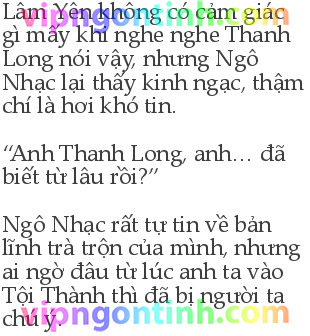 vipngontinh.com
Lâm Yên không có cảm giác
gì mấy khi nghe nghe Thanh
Long nói vậy, nhưng Ngô
Nhạc lại thấy kinh ngạc, thậm
chí là hơi khó tin.
“Anh Thanh Long, anh… đã
biết từ lâu rồi?”
Ngô Nhạc rất tự tin về bản
lĩnh trà trộn của mình, nhưng
ai ngờ đâu từ lúc anh ta vào
Tội Thành thì đã bị người ta
chú ý.
vipngontinh.com